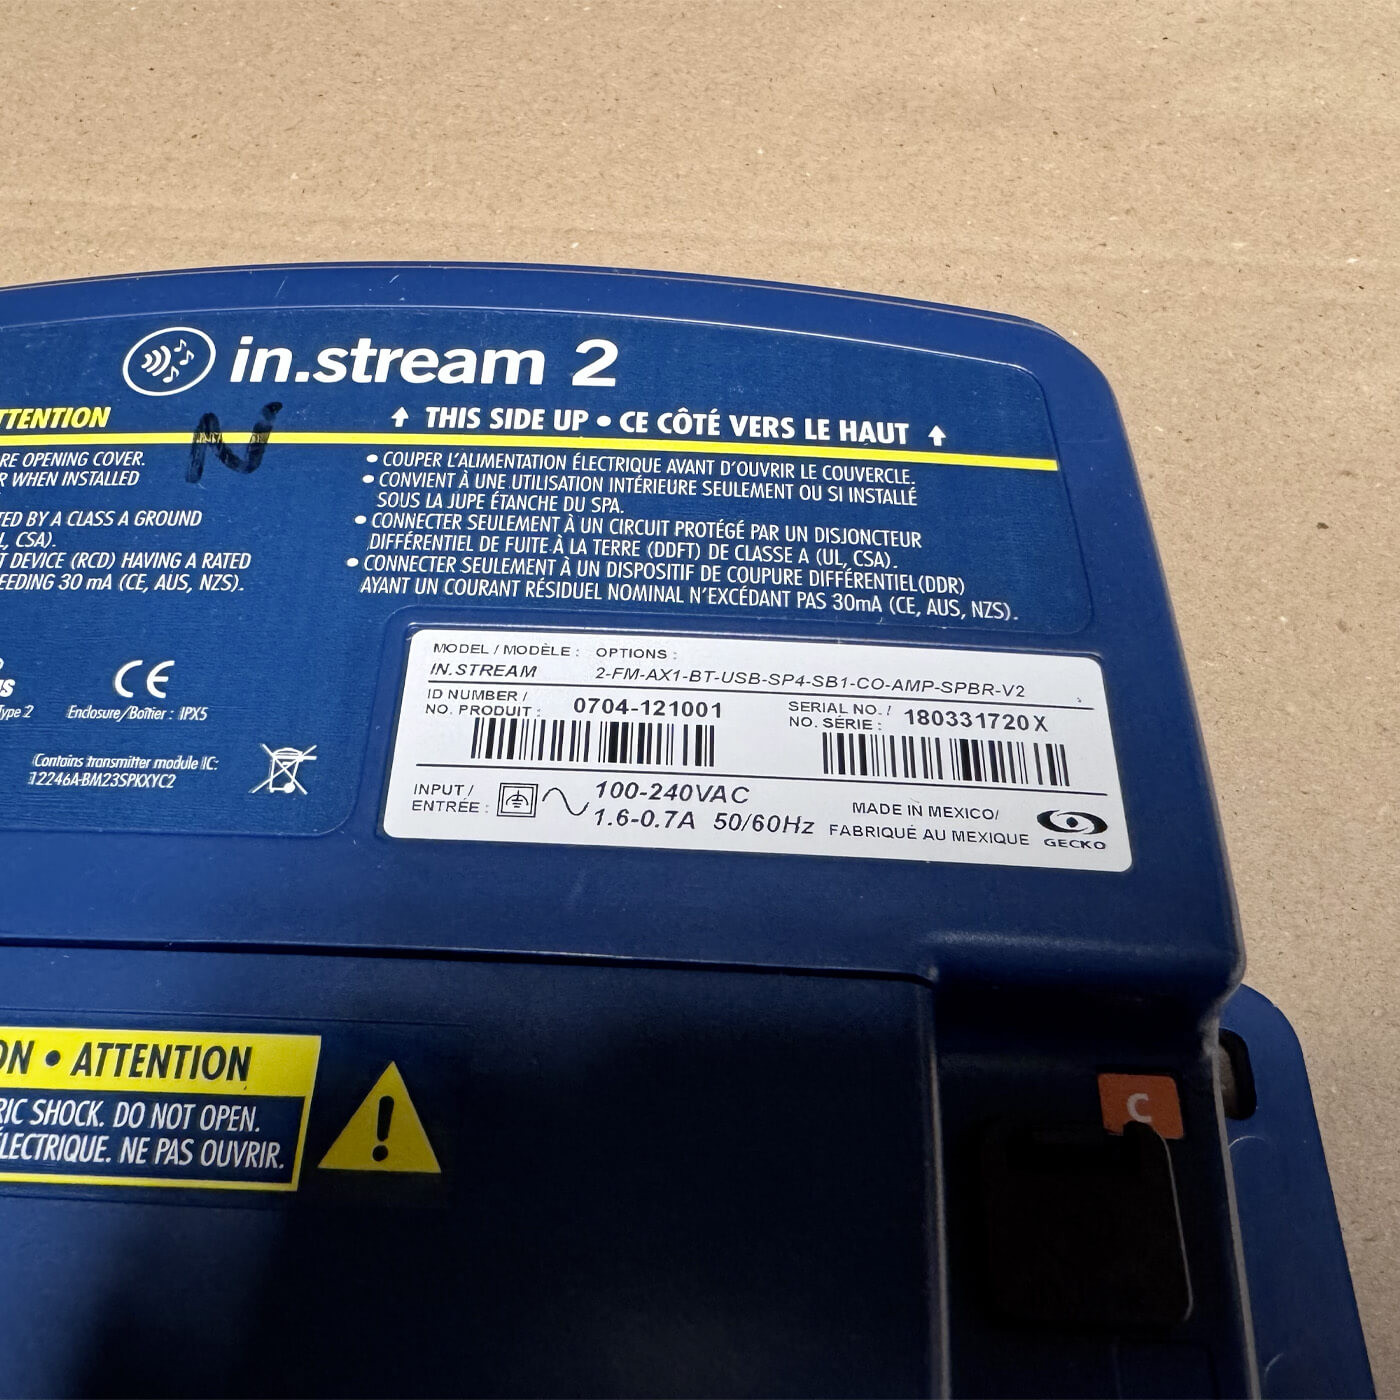 in.stream 2
TTENTION
N
THIS SIDE UP • CE CÔTÉ VERS LE HAUT
RE OPENING COVER.
R WHEN INSTALLED
TED BY A CLASS A GROUND
L, CSA).
T DEVICE (RCD) HAVING A RATED
EEDING 30 mA (CE, AUS, NZS).
• COUPER L'ALIMENTATION ÉLECTRIQUE AVANT D'OUVRIR LE COUVERCLE.
• CONVIENT À UNE UTILISATION INTÉRIEURE SEULEMENT OU SI INSTALLÉ
SOUS LA JUPE ÉTANCHE DU SPA.
• CONNECTER SEULEMENT À UN CIRCUIT PROTÉGÉ PAR UN DISJONCTEUR
DIFFÉRENTIEL DE FUITE À LA TERRE (DDFT) DE CLASSE A (UL, CSA).
• CONNECTER SEULEMENT À UN DISPOSITIF DE COUPURE DIFFÉRENTIEL(DDR)
AYANT UN COURANT RÉSIDUEL NOMINAL N'EXCÉDANT PAS 30mA (CE, AUS, NZS).
us
CE
Type 2
Enclosure/Boîtier : IPX5
Contains transmitter module IC:
12246A-BM23SPKXYC2
MODEL / MODÈLE : OPTIONS :
IN.STREAM 2-FM-AX1-BT-USB-SP4-SB1-CO-AMP-SPBR-V2
ID NUMBER /
NO. PRODUIT : 0704-121001
SERIAL NO. /
NO. SÉRIE : 180331720X
INPUT /
ENTRÉE :
100-240VAC
1.6-0.7A 50/60Hz
MADE IN MEXICO/
FABRIQUÉ AU MEXIQUE
GECKO
ON • ATTENTION
RIC SHOCK. DO NOT OPEN.
ÉLECTRIQUE. NE PAS OUVRIR.
!
C